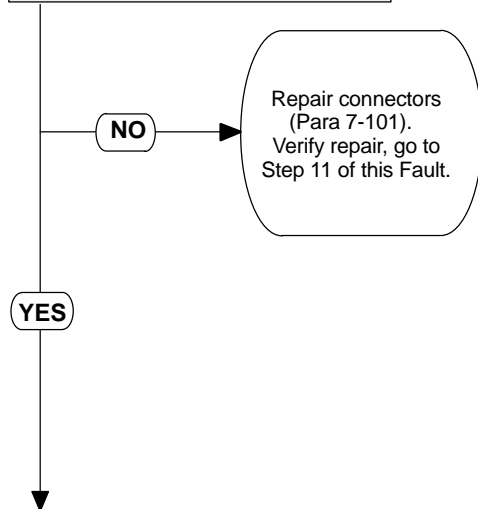 NO
Repair connectors
(Para 7-101).
Verify repair, go to
Step 11 of this Fault.
YES